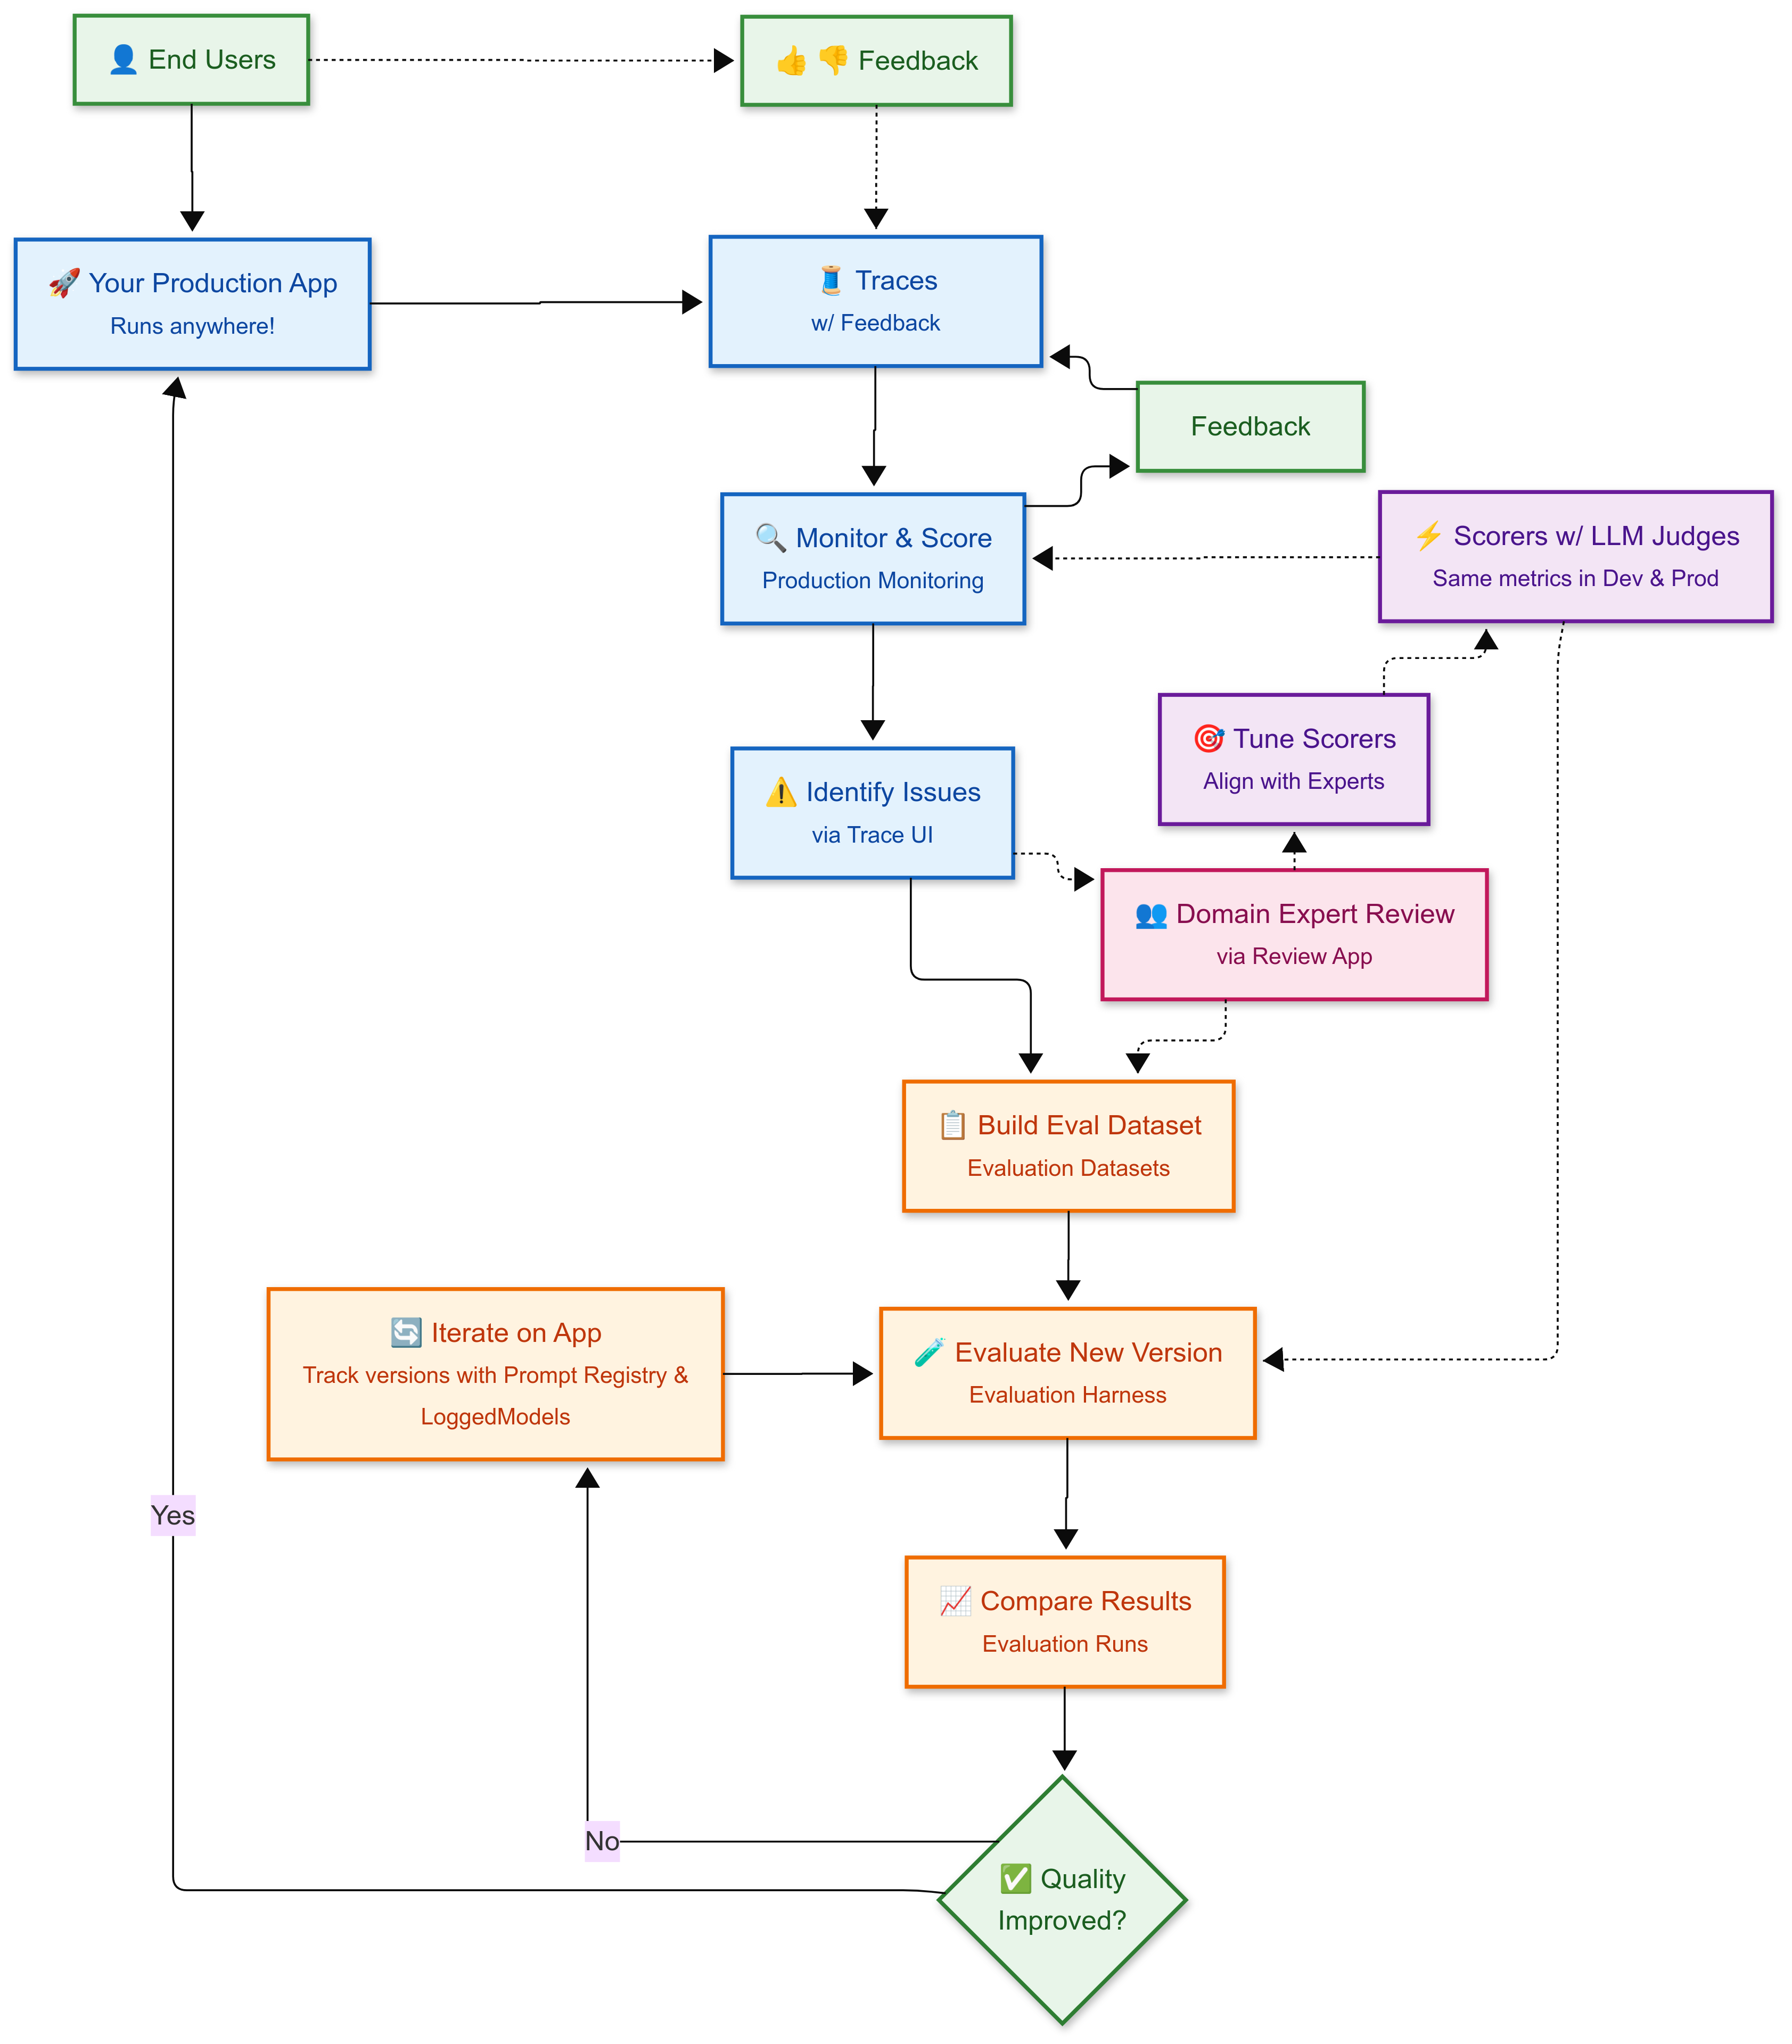 👤 End Users
👍 👎 Feedback
🚀 Your Production App
Runs anywhere!
🧵 Traces
w/ Feedback
Feedback
🔍 Monitor & Score
Production Monitoring
⚡ Scorers w/ LLM Judges
Same metrics in Dev & Prod
🎯 Tune Scorers
Align with Experts
⚠️ Identify Issues
via Trace UI
👥 Domain Expert Review
via Review App
📋 Build Eval Dataset
Evaluation Datasets
🔄 Iterate on App
Track versions with Prompt Registry &
LoggedModels
🧪 Evaluate New Version
Evaluation Harness
Yes
📈 Compare Results
Evaluation Runs
No
✅ Quality
Improved?